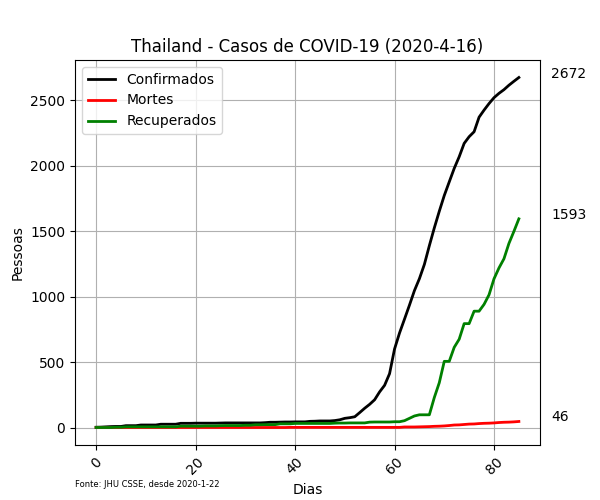 Thailand - Casos de COVID-19 (2020-4-16)
Confirmados
Mortes
Recuperados
2672
1593
46
Pessoas
2500
2000
1500
1000
500
0
0
20
40
60
80
Dias
Fonte: JHU CSSE, desde 2020-1-22